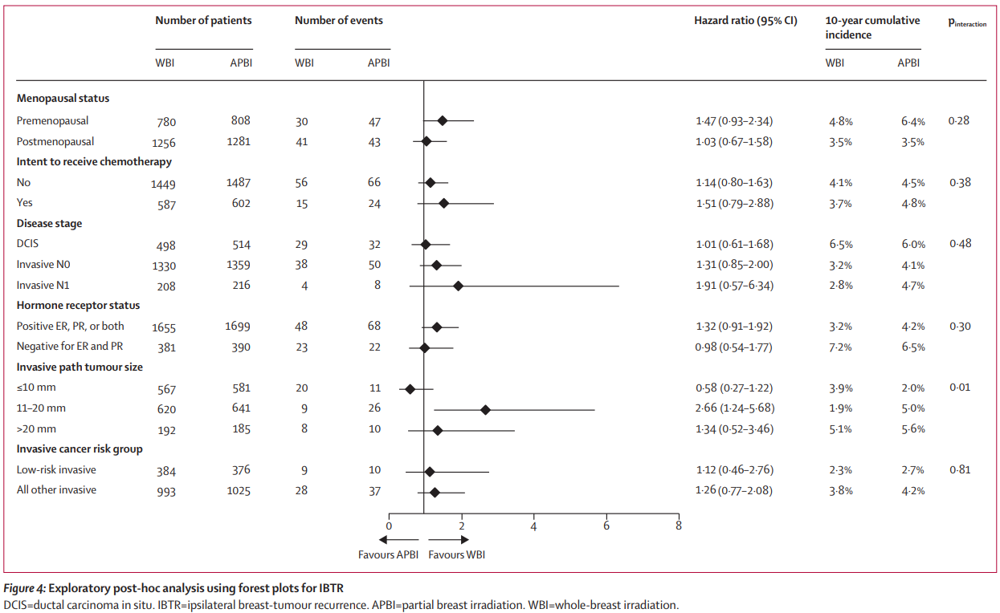 Number of patients Number of events Hazard ratio (95% CI) 10-year cumulative incidence pinteraction
WBI APBI WBI APBI WBI APBI
Menopausal status
Premenopausal 780 808 30 47 1·47 (0·93–2·34) 4·8% 6·4% 0·28
Postmenopausal 1256 1281 41 43 1·03 (0·67–1·58) 3·5% 3·5%
Intent to receive chemotherapy
No 1449 1487 56 66 1·14 (0·80–1·63) 4·1% 4·5% 0·38
Yes 587 602 15 24 1·51 (0·79–2·88) 3·7% 4·8%
Disease stage
DCIS 498 514 29 32 1·01 (0·61–1·68) 6·5% 6·0% 0·48
Invasive N0 1330 1359 38 50 1·31 (0·85–2·00) 3·2% 4·1%
Invasive N1 208 216 4 8 1·91 (0·57–6·34) 2·8% 4·7%
Hormone receptor status
Positive ER, PR, or both 1655 1699 48 68 1·32 (0·91–1·92) 3·2% 4·2% 0·30
Negative for ER and PR 381 390 23 22 0·98 (0·54–1·77) 7·2% 6·5%
Invasive path tumour size
≤10 mm 567 581 20 11 0·58 (0·27–1·22) 3·9% 2·0% 0·01
11–20 mm 620 641 9 26 2·66 (1·24–5·68) 1·9% 5·0%
>20 mm 192 185 8 10 1·34 (0·52–3·46) 5·1% 5·6%
Invasive cancer risk group
Low-risk invasive 384 376 9 10 1·12 (0·46–2·76) 2·3% 2·7% 0·81
All other invasive 993 1025 28 37 1·26 (0·77–2·08) 3·8% 4·2%
0 2 4 6 8
Favours APBI Favours WBI
Figure 4: Exploratory post-hoc analysis using forest plots for IBTR
DCIS=ductal carcinoma in situ. IBTR=ipsilateral breast-tumour recurrence. APBI=partial breast irradiation. WBI=whole-breast irradiation.